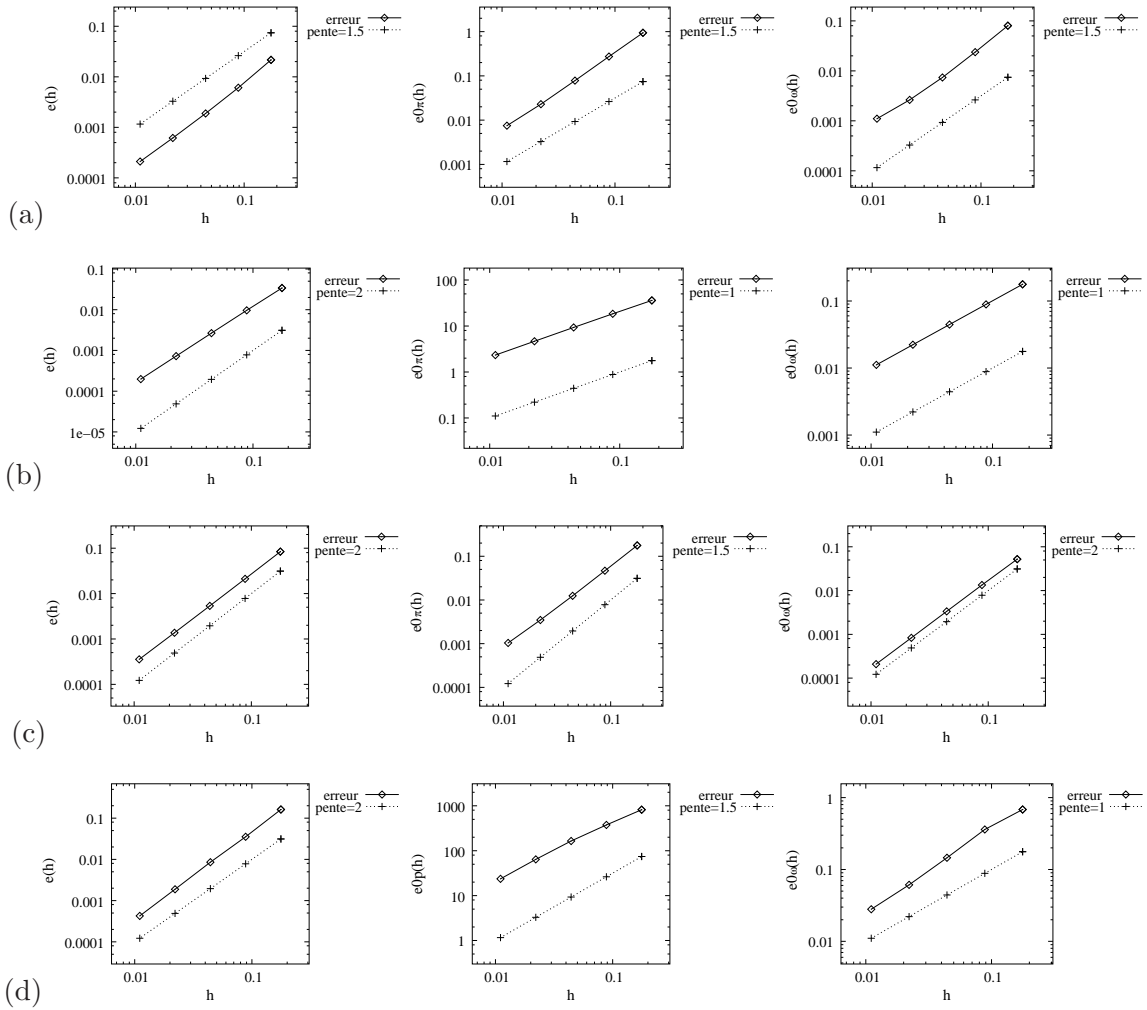 erreur
pente=1.5
0.1
0.01
0.001
0.0001
0.01
0.1
e(h)
h
erreur
pente=1.5
1
0.1
0.01
0.001
0.01
0.1
e0π(h)
h
erreur
pente=1.5
0.1
0.01
0.001
0.0001
0.01
0.1
e0ω(h)
h
(a)
erreur
pente=2
0.1
0.01
0.001
0.0001
1e−05
0.01
0.1
e(h)
h
erreur
pente=1
100
10
1
0.1
0.01
0.1
e0π(h)
h
erreur
pente=1
0.1
0.01
0.001
0.01
0.1
e0ω(h)
h
(b)
erreur
pente=2
0.1
0.01
0.001
0.0001
0.01
0.1
e(h)
h
erreur
pente=1.5
0.1
0.01
0.001
0.0001
0.01
0.1
e0π(h)
h
erreur
pente=2
0.1
0.01
0.001
0.0001
0.01
0.1
e0ω(h)
h
(c)
erreur
pente=2
0.1
0.01
0.001
0.0001
0.01
0.1
e(h)
h
erreur
pente=1.5
1000
100
10
1
0.01
0.1
e0p(h)
h
erreur
pente=1
1
0.1
0.01
0.01
0.1
e0ω(h)
h
(d)